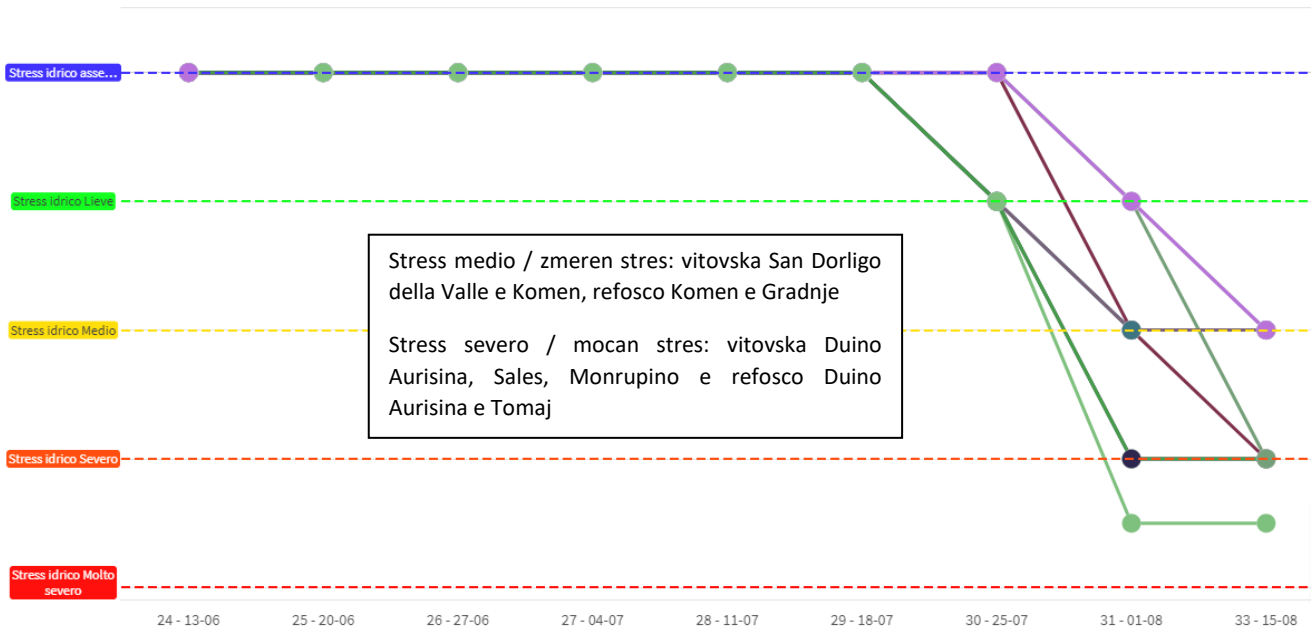 Stress idrico asse...
Stress idrico Lieve
Stress medio / zmeren stres: vitovska San Dorligo
della Valle e Komen, refosco Komen e Gradnje
Stress idrico Medio
Stress severo / mocan stres: vitovska Duino
Aurisina, Sales, Monrupino e refosco Duino
Aurisina e Tomaj
Stress idrico Severo
Stress idrico Molto
severo
24 - 13-06
25 - 20-06
26 - 27-06
27 - 04-07
28 - 11-07
29 - 18-07
30 - 25-07
31 - 01-08
33 - 15-08